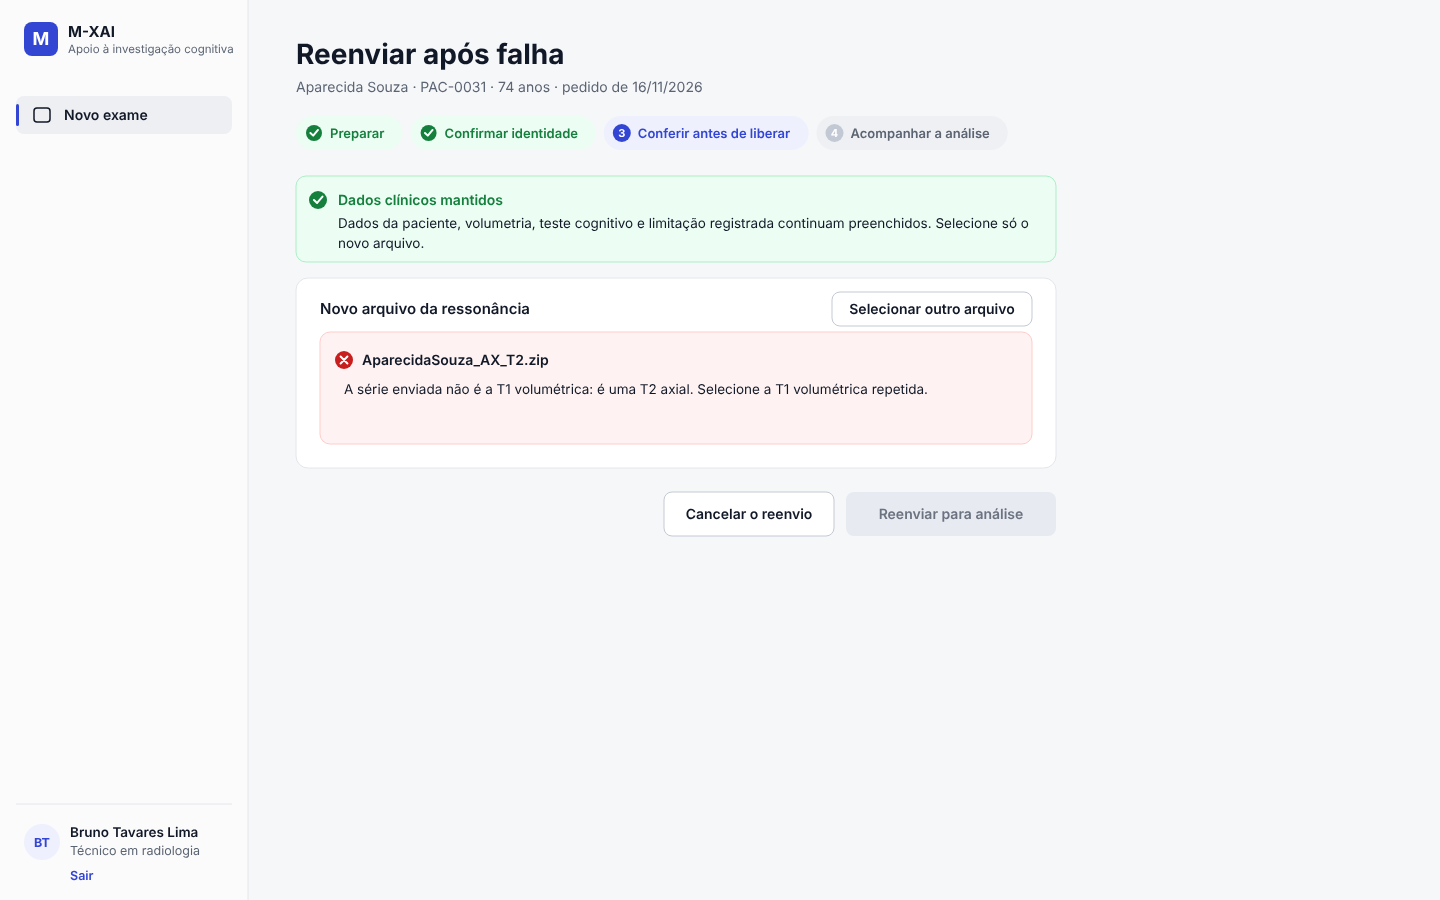 M
M-XAI
Apoio à investigação cognitiva
Novo exame
Reenviar após falha
Aparecida Souza · PAC-0031 · 74 anos · pedido de 16/11/2026
Preparar
Confirmar identidade
3 Conferir antes de liberar
4 Acompanhar a análise
Dados clínicos mantidos
Dados da paciente, volumetria, teste cognitivo e limitação registrada continuam preenchidos. Selecione só o
novo arquivo.
Novo arquivo da ressonância
Selecionar outro arquivo
AparecidaSouza_AX_T2.zip
A série enviada não é a T1 volumétrica: é uma T2 axial. Selecione a T1 volumétrica repetida.
Cancelar o reenvio
Reenviar para análise
BT
Bruno Tavares Lima
Técnico em radiologia
Sair